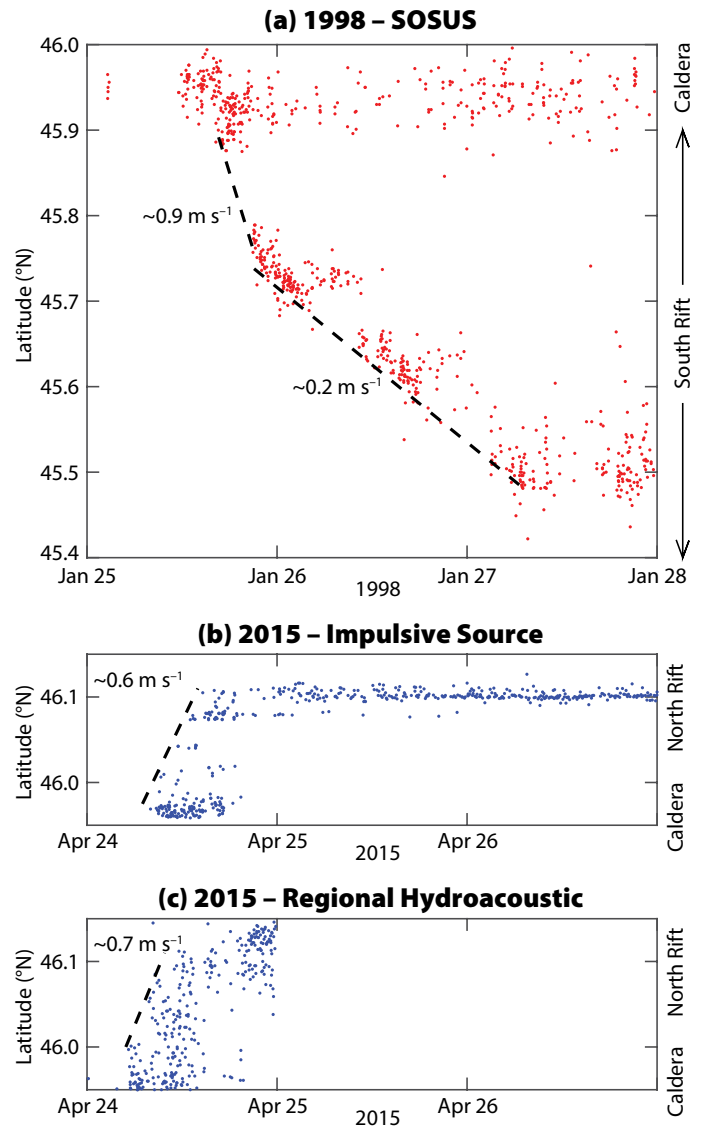 (a) 1998 – SOSUS
46.0
45.9
45.8
45.7
45.6
45.5
45.4
Latitude (°N)
~0.9 m s⁻¹
~0.2 m s⁻¹
Caldera
South Rift
Jan 25
Jan 26
Jan 27
Jan 28
1998
(b) 2015 – Impulsive Source
46.1
46.0
Latitude (°N)
~0.6 m s⁻¹
North Rift
Caldera
Apr 24
Apr 25
Apr 26
2015
(c) 2015 – Regional Hydroacoustic
46.1
46.0
Latitude (°N)
~0.7 m s⁻¹
North Rift
Caldera
Apr 24
Apr 25
Apr 26
2015